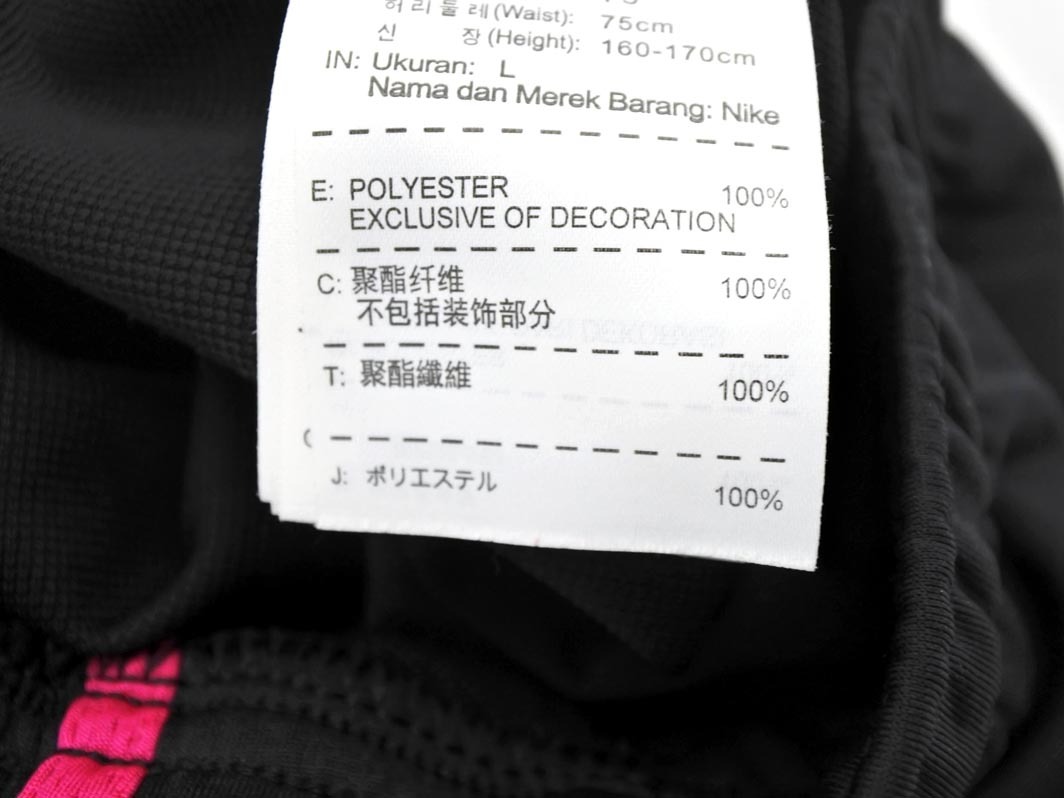 허리둘레(Waist): 75cm
신 장(Height): 160-170cm
IN: Ukuran: L
Nama dan Merek Barang: Nike
E: POLYESTER 100%
EXCLUSIVE OF DECORATION
C: 聚酯纤维 100%
不包括装饰部分
T: 聚酯纖維 100%
J: ポリエステル 100%